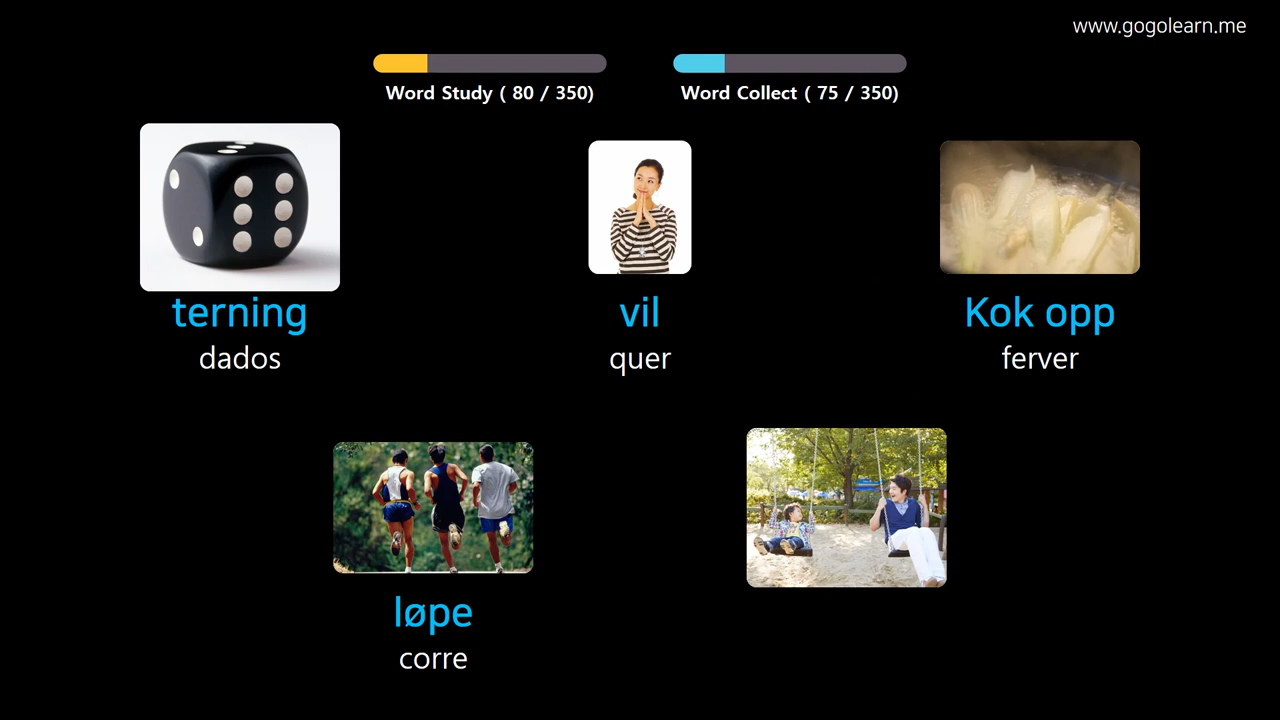 www.gogolearn.me
Word Study ( 80 / 350)
Word Collect ( 75 / 350)
terning
dados
vil
quer
Kok opp
ferver
løpe
corre